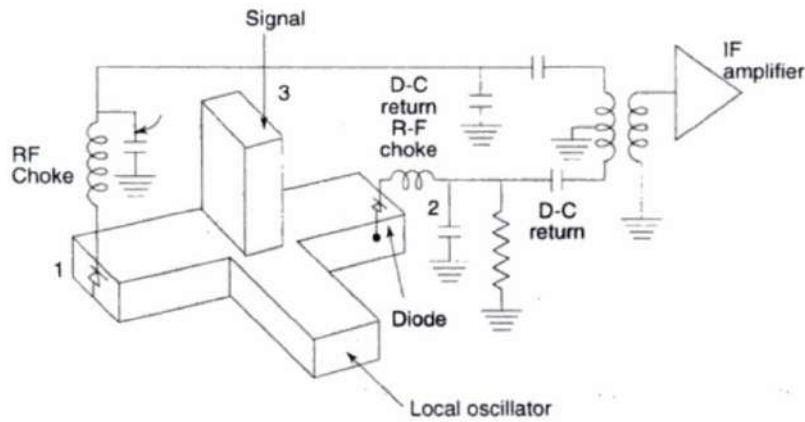 Signal
IF
amplifier
3
D-C
return
R-F
choke
RF
Choke
2
D-C
return
1
Diode
Local oscillator